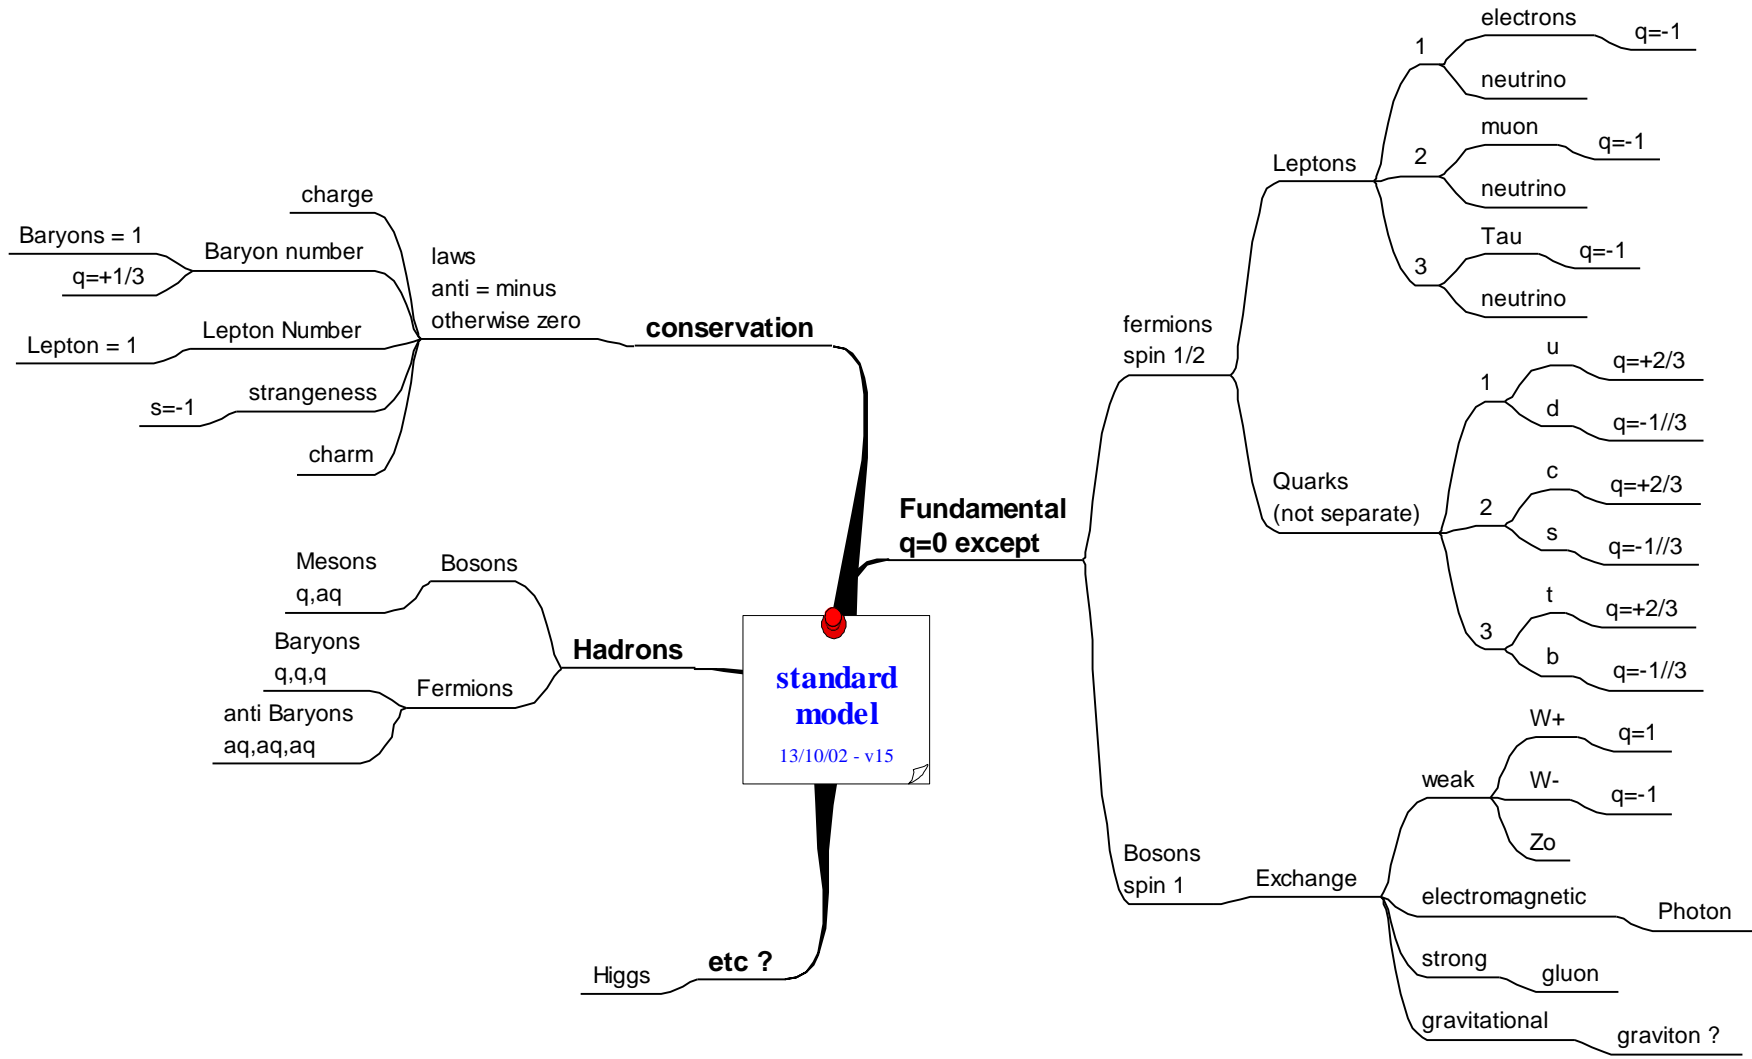 standard
model
13/10/02 - v15
conservation
laws
anti = minus
otherwise zero
charge
Baryon number
Baryons = 1
q=+1/3
Lepton Number
Lepton = 1
strangeness
s=-1
charm
Hadrons
Bosons
Mesons
q,aq
Fermions
Baryons
q,q,q
anti Baryons
aq,aq,aq
etc ?
Higgs
Fundamental
q=0 except
fermions
spin 1/2
Leptons
1
electrons
q=-1
neutrino
2
muon
q=-1
neutrino
3
Tau
q=-1
neutrino
Quarks
(not separate)
1
u
q=+2/3
d
q=-1//3
2
c
q=+2/3
s
q=-1//3
3
t
q=+2/3
b
q=-1//3
Bosons
spin 1
Exchange
weak
W+
q=1
W-
q=-1
Zo
electromagnetic
Photon
strong
gluon
gravitational
graviton ?